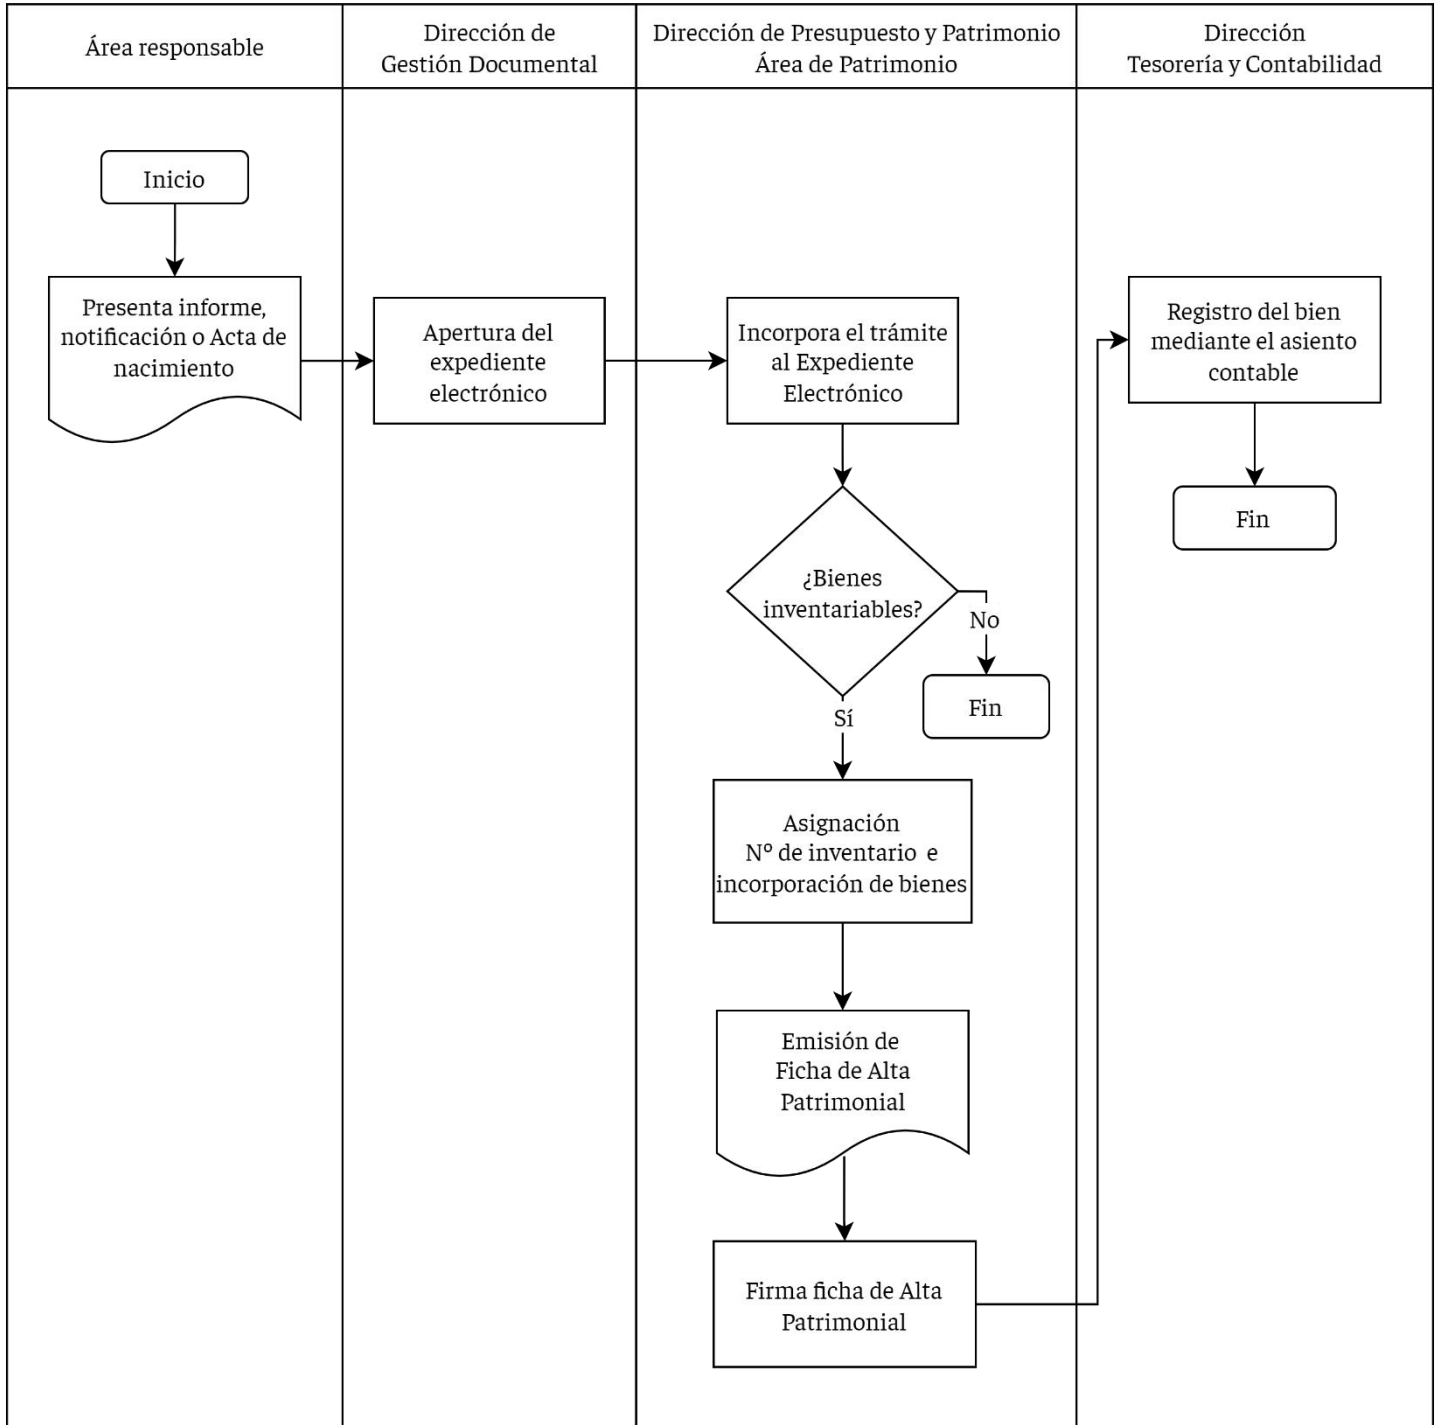 Área responsable
Dirección de
Gestión Documental
Dirección de Presupuesto y Patrimonio
Área de Patrimonio
Dirección
Tesorería y Contabilidad
Inicio
Presenta informe,
notificación o Acta de
nacimiento
Apertura del
expediente
electrónico
Incorpora el trámite
al Expediente
Electrónico
¿Bienes
inventariables?
No
Fin
Sí
Asignación
Nº de inventario e
incorporación de bienes
Emisión de
Ficha de Alta
Patrimonial
Firma ficha de Alta
Patrimonial
Registro del bien
mediante el asiento
contable
Fin